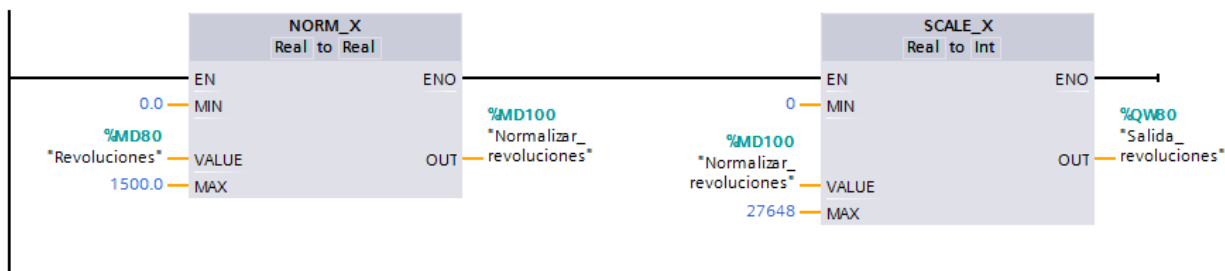 NORM_X
Real to Real
EN
ENO
0.0
MIN
%MD80
"Revoluciones"
VALUE
1500.0
MAX
OUT
%MD100
"Normalizar_
revoluciones"
SCALE_X
Real to Int
EN
ENO
0
MIN
%MD100
"Normalizar_
revoluciones"
VALUE
27648
MAX
OUT
%QW80
"Salida_
revoluciones"